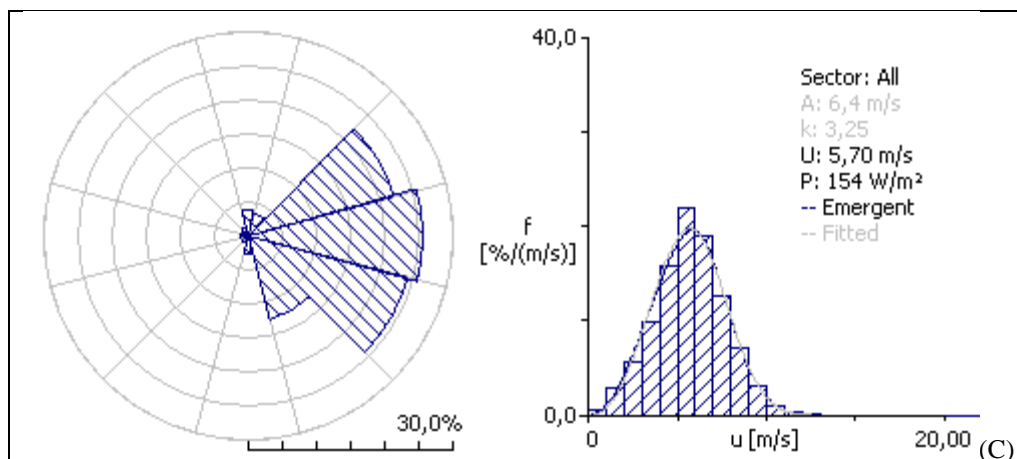 30,0%
40,0
f
[%/(m/s)]
0,0
0
u [m/s]
20,00
Sector: All
A: 6,4 m/s
k: 3,25
U: 5,70 m/s
P: 154 W/m²
-- Emergent
-- Fitted
(C)